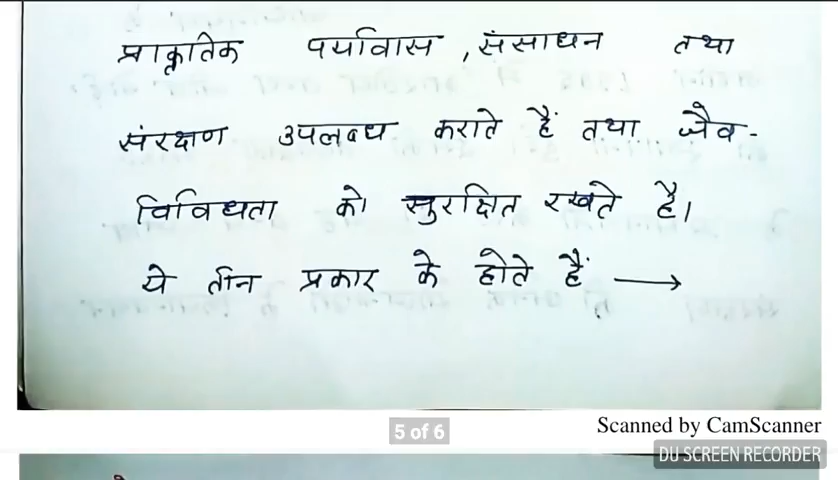 प्राकृतिक पर्यावास , संसाधन तथा
संरक्षण उपलब्ध कराते हैं तथा जैव -
विविधता को सुरक्षित रखते है।
ये तीन प्रकार के होते हैं →
5 of 6
Scanned by CamScanner
DU SCREEN RECORDER